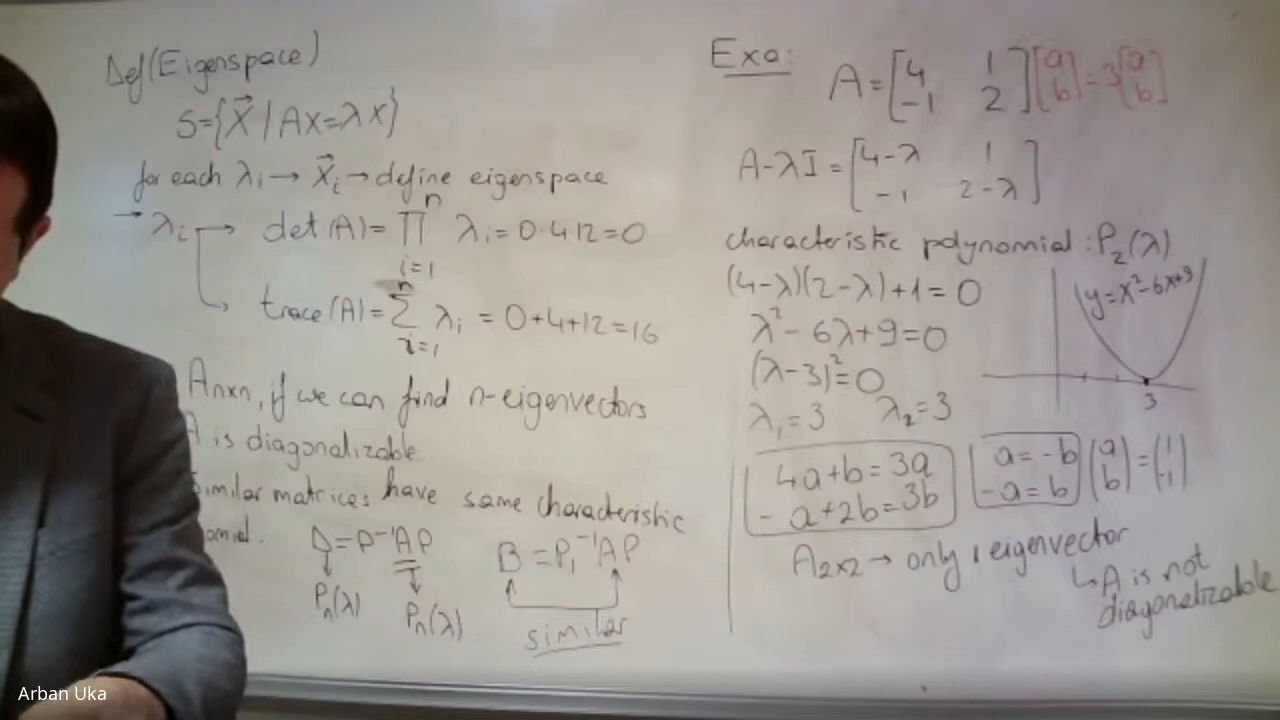 Def(Eigenspace)
S={X⃗ | AX=λX}
for each λi → X⃗i → define eigenspace
→ λi → det(A)= ∏ⁿᵢ₌₁ λi = 0·4·12=0
↳ trace(A)= ∑ⁿᵢ₌₁ λi = 0+4+12=16
Anxn, if we can find n-eigenvectors
A is diagonalizable
similar matrices have same characteristic
omial.
D=P⁻¹AP B=P₁⁻¹AP
Pn(λ) Pn(λ) similar
Exa: A=[4 1
-1 2][a
b]=3[a
b]
A-λI=[4-λ 1
-1 2-λ]
characteristic polynomial: P₂(λ)
(4-λ)(2-λ)+1=0
y=x²-6x+9
λ²-6λ+9=0
(λ-3)²=0
3
λ₁=3 λ₂=3
4a+b=3a
-a+2b=3b
a=-b
-a=b
(a
b)=(1
-1)
A2x2 → only 1 eigenvector
↳ A is not
diagonalizable
Arban Uka